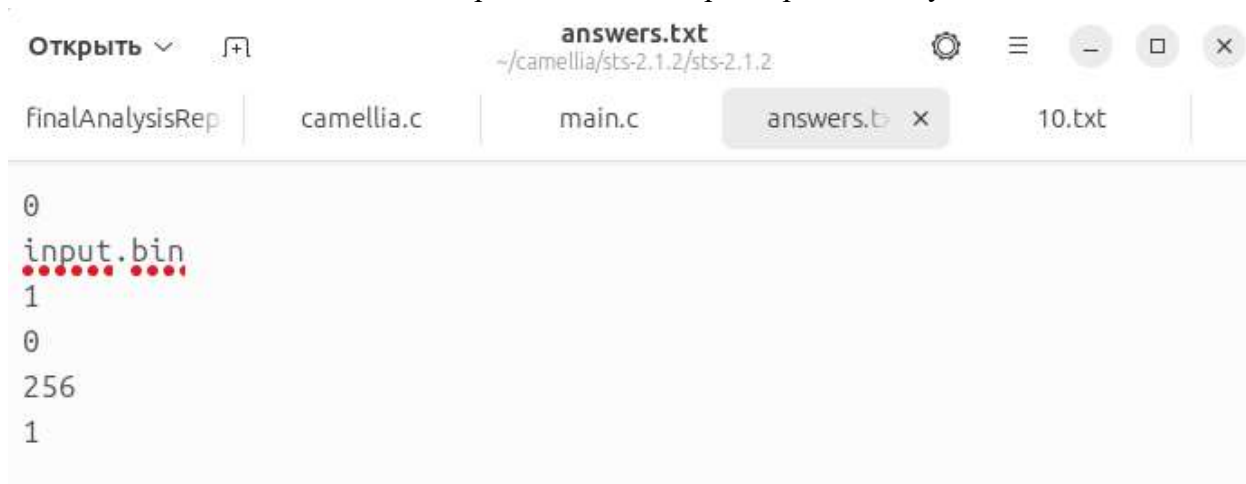 Открыть
answers.txt
~/camellia/sts-2.1.2/sts-2.1.2
finalAnalysisRep
camellia.c
main.c
answers.t
10.txt
0
input.bin
1
0
256
1